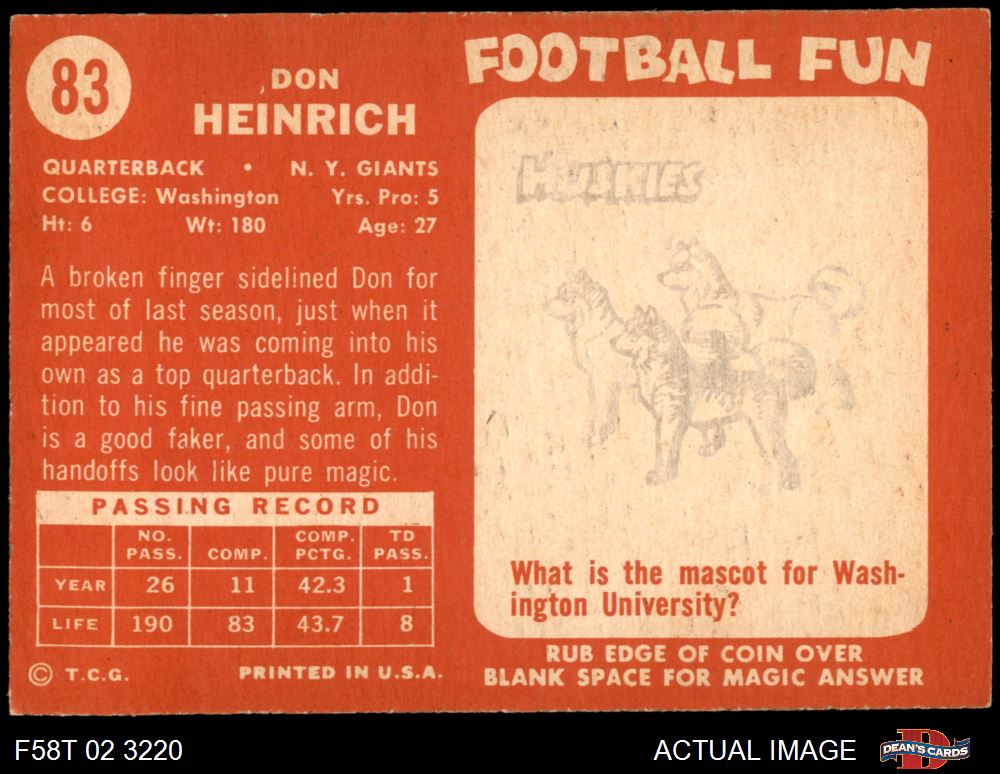 83
DON
HEINRICH
QUARTERBACK • N. Y. GIANTS
COLLEGE: Washington Yrs. Pro: 5
Ht: 6 Wt: 180 Age: 27
A broken finger sidelined Don for
most of last season, just when it
appeared he was coming into his
own as a top quarterback. In addi-
tion to his fine passing arm, Don
is a good faker, and some of his
handoffs look like pure magic.
PASSING RECORD
NO. PASS. COMP. COMP. PCTG. TD PASS.
YEAR 26 11 42.3 1
LIFE 190 83 43.7 8
© T.C.G. PRINTED IN U.S.A.
FOOTBALL FUN
HUSKIES
What is the mascot for Wash-
ington University?
RUB EDGE OF COIN OVER
BLANK SPACE FOR MAGIC ANSWER
F58T 02 3220 ACTUAL IMAGE
D
DEAN'S CARDS